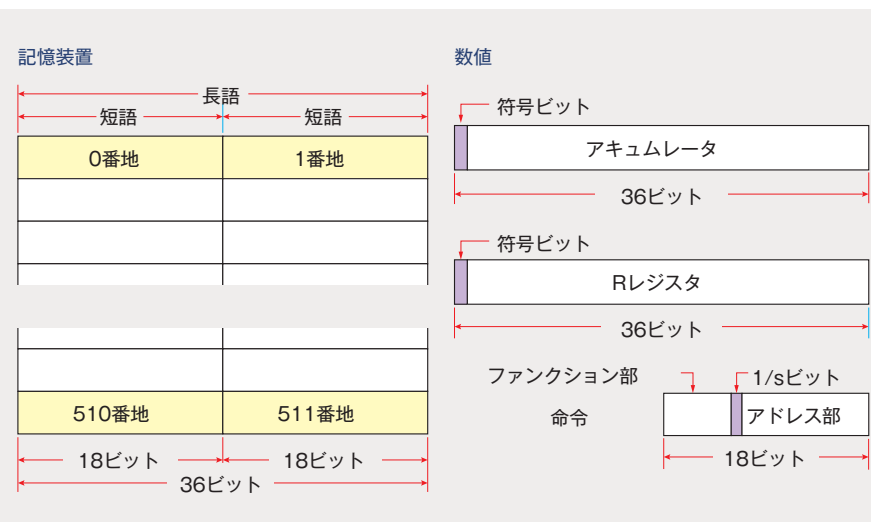 記憶装置
長語
短語 短語
0番地 1番地
510番地 511番地
18ビット 18ビット
36ビット
数値
符号ビット
アキュムレータ
36ビット
符号ビット
Rレジスタ
36ビット
ファンクション部 1/sビット
命令 アドレス部
18ビット